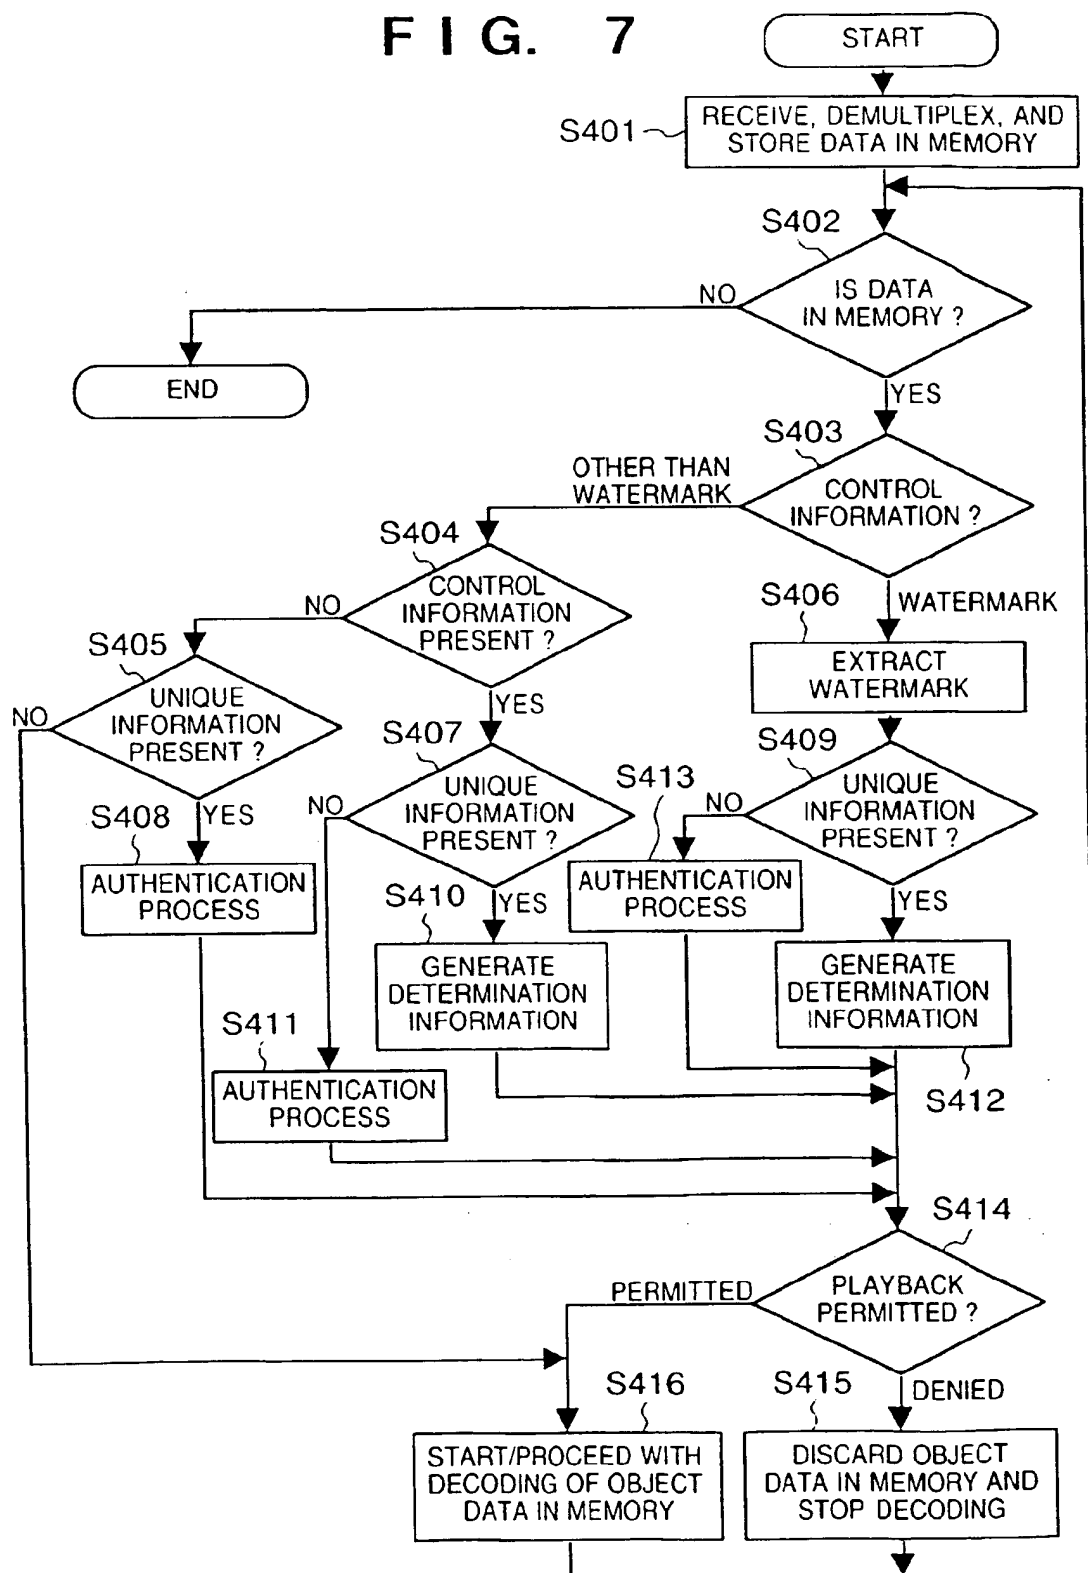 FIG. 7
START
S401
RECEIVE, DEMULTIPLEX, AND
STORE DATA IN MEMORY
S402
IS DATA
IN MEMORY ?
NO
END
YES
S403
OTHER THAN
WATERMARK
CONTROL
INFORMATION ?
S404
CONTROL
INFORMATION
PRESENT ?
NO
S406
WATERMARK
EXTRACT
WATERMARK
S405
UNIQUE
INFORMATION
PRESENT ?
NO
YES
S407
UNIQUE
INFORMATION
PRESENT ?
NO
S409
UNIQUE
INFORMATION
PRESENT ?
NO
S413
AUTHENTICATION
PROCESS
S408
YES
AUTHENTICATION
PROCESS
S410
YES
GENERATE
DETERMINATION
INFORMATION
YES
GENERATE
DETERMINATION
INFORMATION
S412
S411
AUTHENTICATION
PROCESS
S414
PLAYBACK
PERMITTED ?
PERMITTED
S416
START/PROCEED WITH
DECODING OF OBJECT
DATA IN MEMORY
S415
DENIED
DISCARD OBJECT
DATA IN MEMORY AND
STOP DECODING